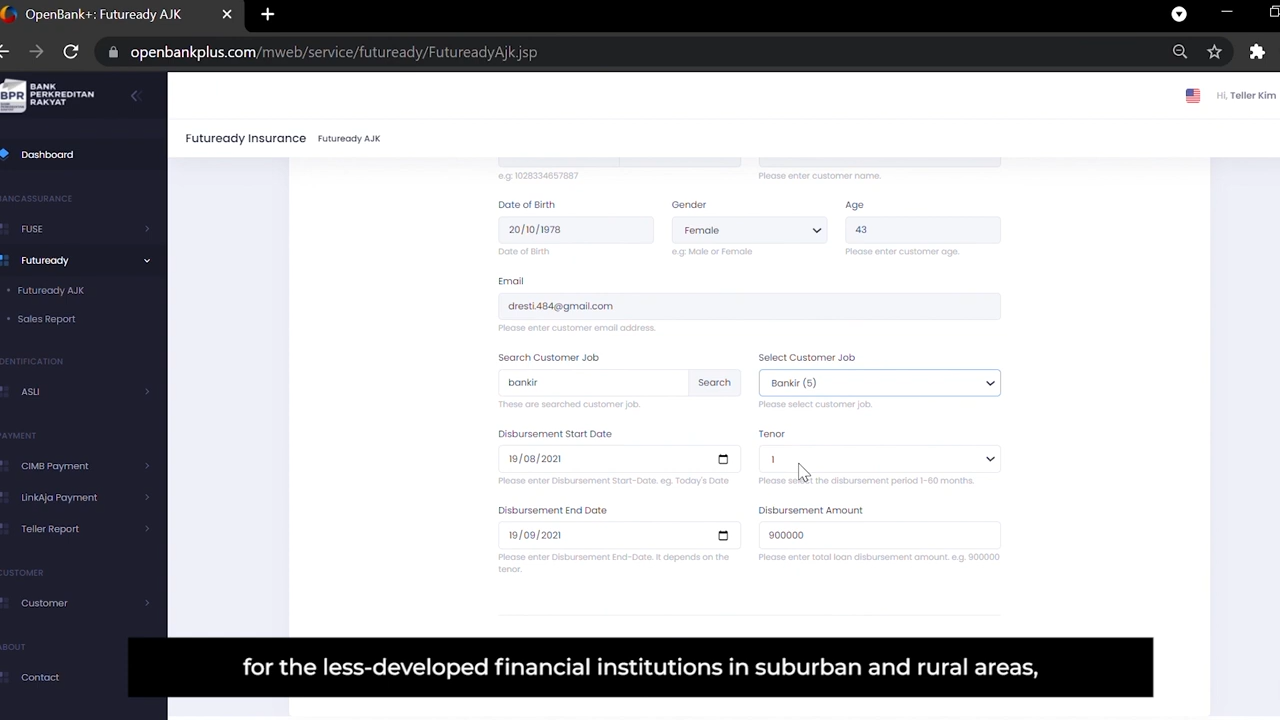 OpenBank+: Futuready AJK
openbankplus.com/mweb/service/futuready/FutureadyAjk.jsp
BPR
BANK
PERKREDITAN
RAKYAT
Hi, Teller Kim
Futuready Insurance Futuready AJK
Dashboard
BANCASSURANCE
FUSE
Futuready
Futuready AJK
Sales Report
IDENTIFICATION
ASLI
PAYMENT
CIMB Payment
LinkAja Payment
Teller Report
CUSTOMER
Customer
ABOUT
Contact
e.g: 1028334657887 Please enter customer name.
Date of Birth Gender Age
20/10/1978 Female 43
Date of Birth e.g: Male or Female Please enter customer age.
Email
dresti.484@gmail.com
Please enter customer email address.
Search Customer Job Select Customer Job
bankir Search Bankir (5)
These are searched customer job. Please select customer job.
Disbursement Start Date Tenor
19/08/2021 1
Please enter Disbursement Start-Date. eg. Today's Date Please select the disbursement period 1-60 months.
Disbursement End Date Disbursement Amount
19/09/2021 900000
Please enter Disbursement End-Date. It depends on the Please enter total loan disbursement amount. e.g. 900000
tenor.
for the less-developed financial institutions in suburban and rural areas,